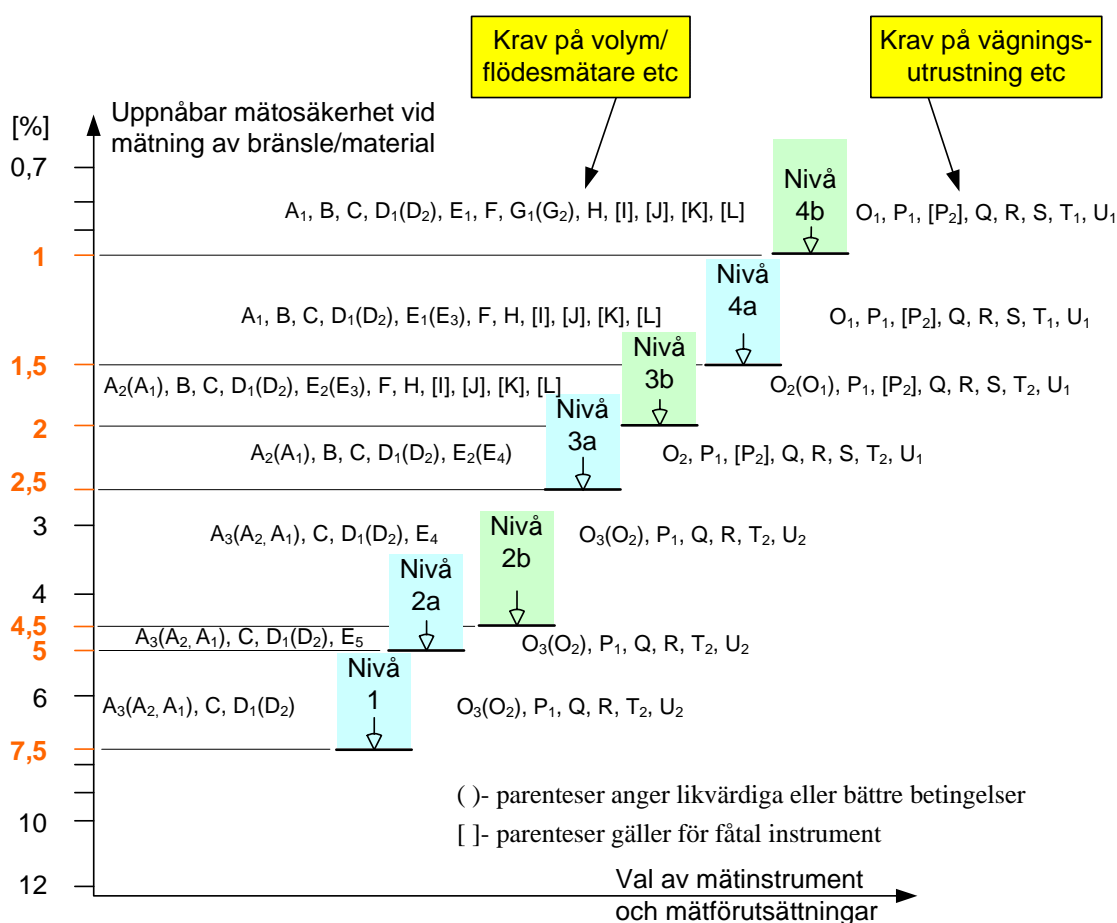 Krav på volym/
flödesmätare etc
Krav på vägnings-
utrustning etc
[%]
Uppnåbar mätosäkerhet vid
mätning av bränsle/material
0,7
Nivå
4b
A₁, B, C, D₁(D₂), E₁, F, G₁(G₂), H, [I], [J], [K], [L]
O₁, P₁, [P₂], Q, R, S, T₁, U₁
1
Nivå
4a
A₁, B, C, D₁(D₂), E₁(E₃), F, H, [I], [J], [K], [L]
O₁, P₁, [P₂], Q, R, S, T₁, U₁
1,5
Nivå
3b
A₂(A₁), B, C, D₁(D₂), E₂(E₃), F, H, [I], [J], [K], [L]
O₂(O₁), P₁, [P₂], Q, R, S, T₂, U₁
2
Nivå
3a
A₂(A₁), B, C, D₁(D₂), E₂(E₄)
O₂, P₁, [P₂], Q, R, S, T₂, U₁
2,5
3
Nivå
2b
A₃(A₂, A₁), C, D₁(D₂), E₄
O₃(O₂), P₁, Q, R, T₂, U₂
4
Nivå
2a
4,5
A₃(A₂, A₁), C, D₁(D₂), E₅
O₃(O₂), P₁, Q, R, T₂, U₂
5
Nivå
1
6
A₃(A₂, A₁), C, D₁(D₂)
O₃(O₂), P₁, Q, R, T₂, U₂
7,5
( )- parenteser anger likvärdiga eller bättre betingelser
10
[ ]- parenteser gäller för fåtal instrument
12
Val av mätinstrument
och mätförutsättningar